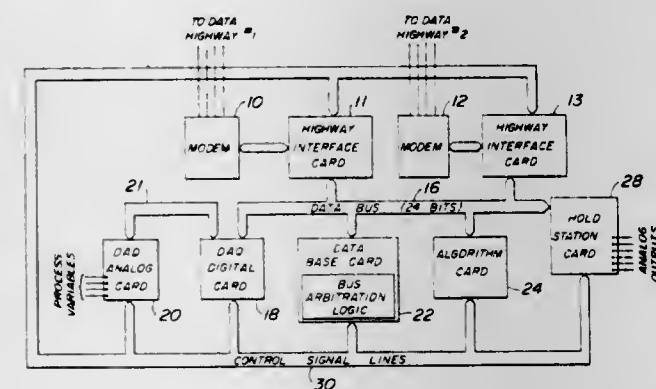 TO DATA
HIGHWAY #1
TO DATA
HIGHWAY #2
10
11
12
13
MODEM
HIGHWAY
INTERFACE
CARD
MODEM
HIGHWAY
INTERFACE
CARD
28
21
16
DATA BUS (24 BITS)
HOLD
STATION
CARD
ANALOG
OUTPUTS
PROCESS
VARIABLES
DAQ
ANALOG
CARD
DAQ
DIGITAL
CARD
DATA
BASE CARD
BUS
ARBITRATION
LOGIC
ALGORITHM
CARD
20
18
22
24
CONTROL SIGNAL LINES
30